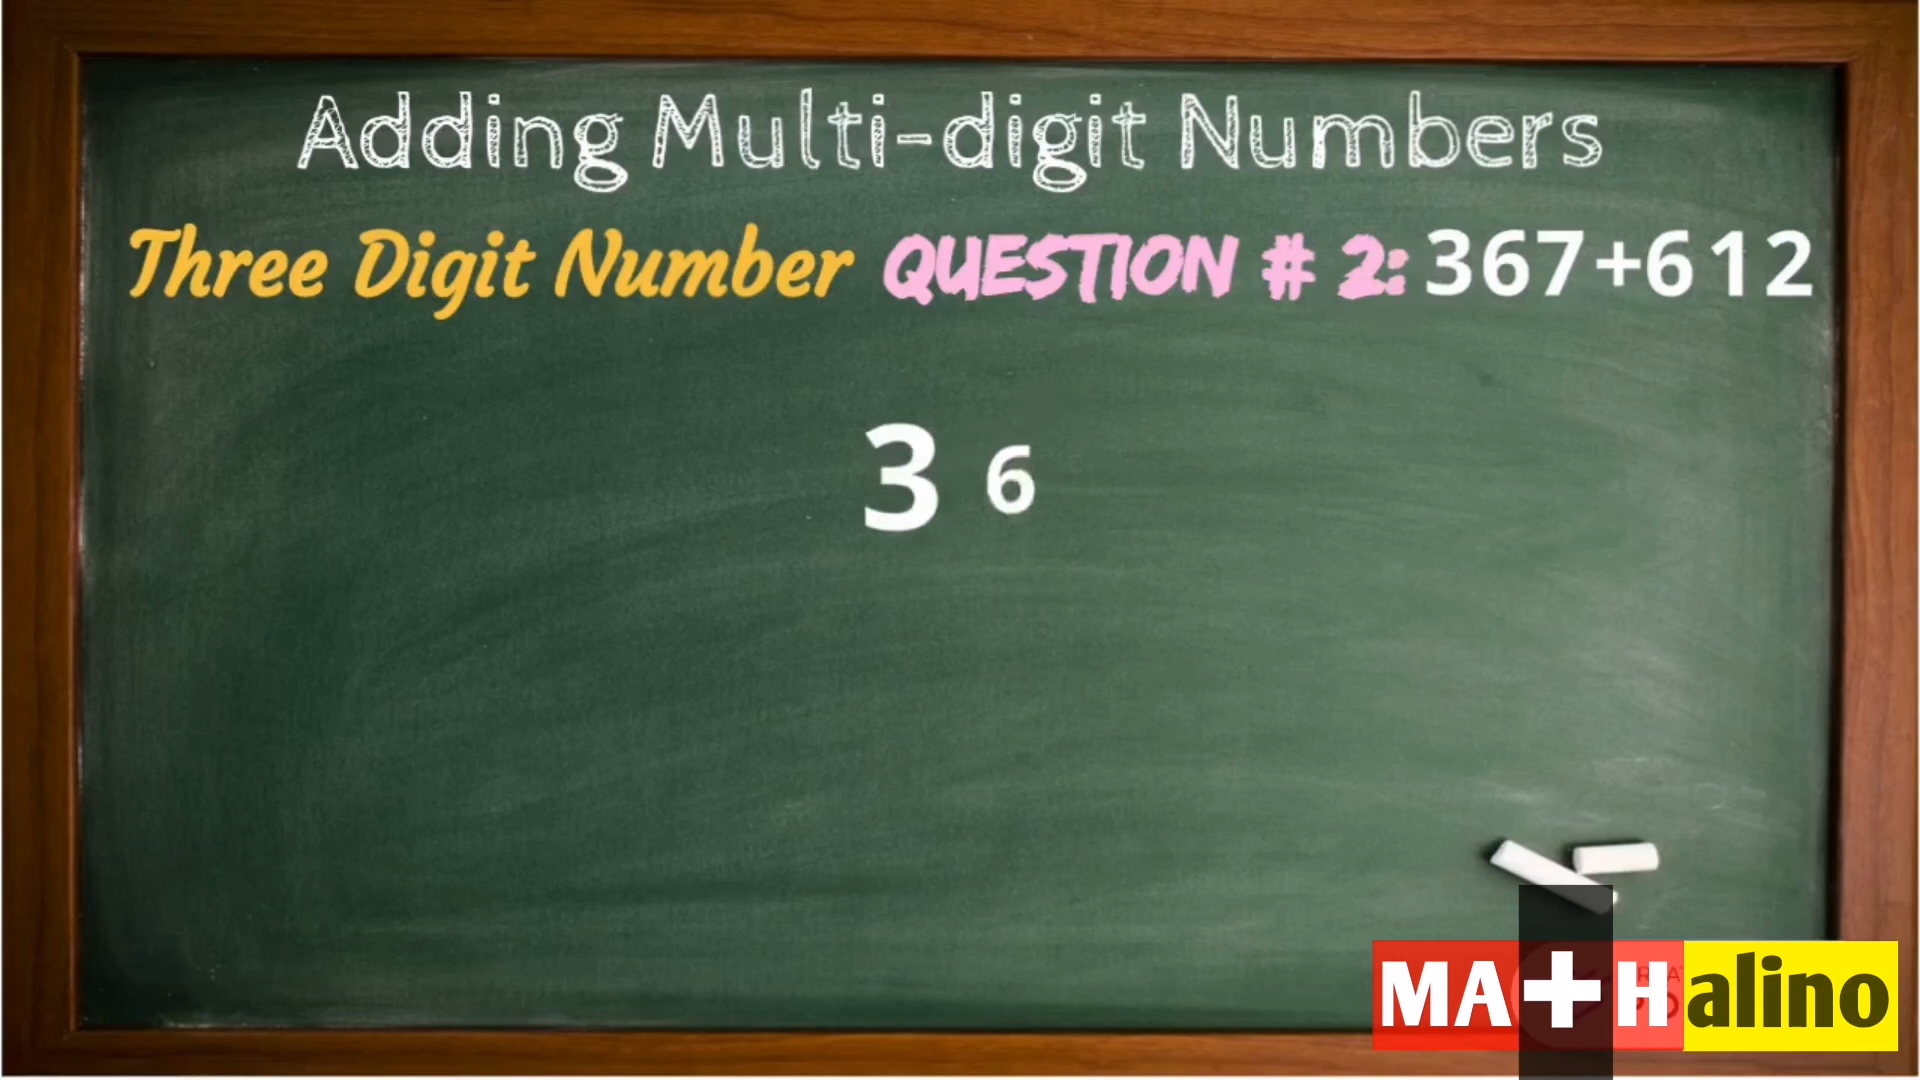 Adding Multi-digit Numbers
Three Digit Number QUESTION # 2: 367+612
3 6
MA+Halino